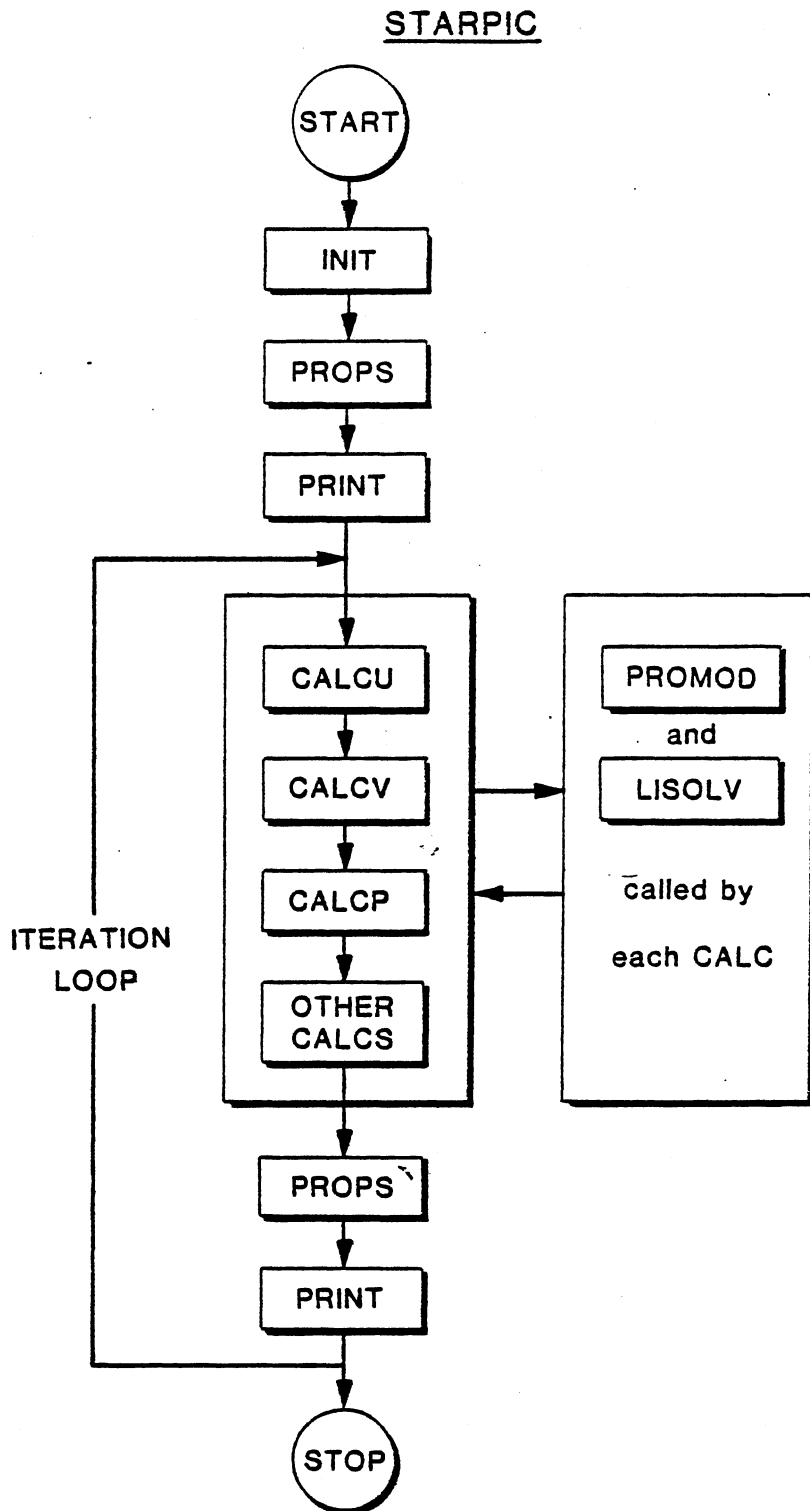 STARPIC
START
INIT
PROPS
PRINT
CALCU
CALCV
CALCP
OTHER
CALCS
PROMOD
and
LISOLV
called by
each CALC
ITERATION
LOOP
PROPS
PRINT
STOP